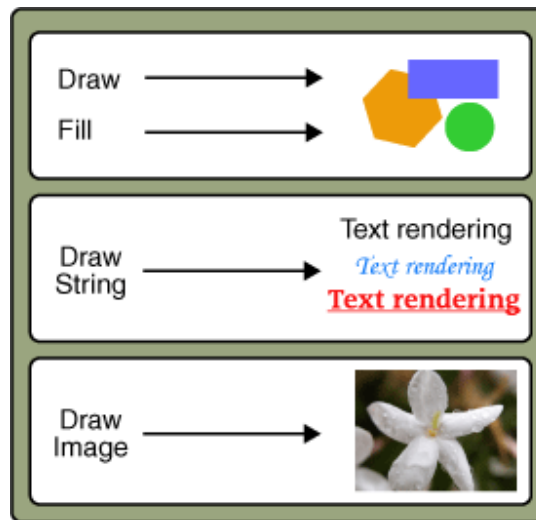 Draw
Fill
Draw
String
Text rendering
Text rendering
Text rendering
Draw
Image